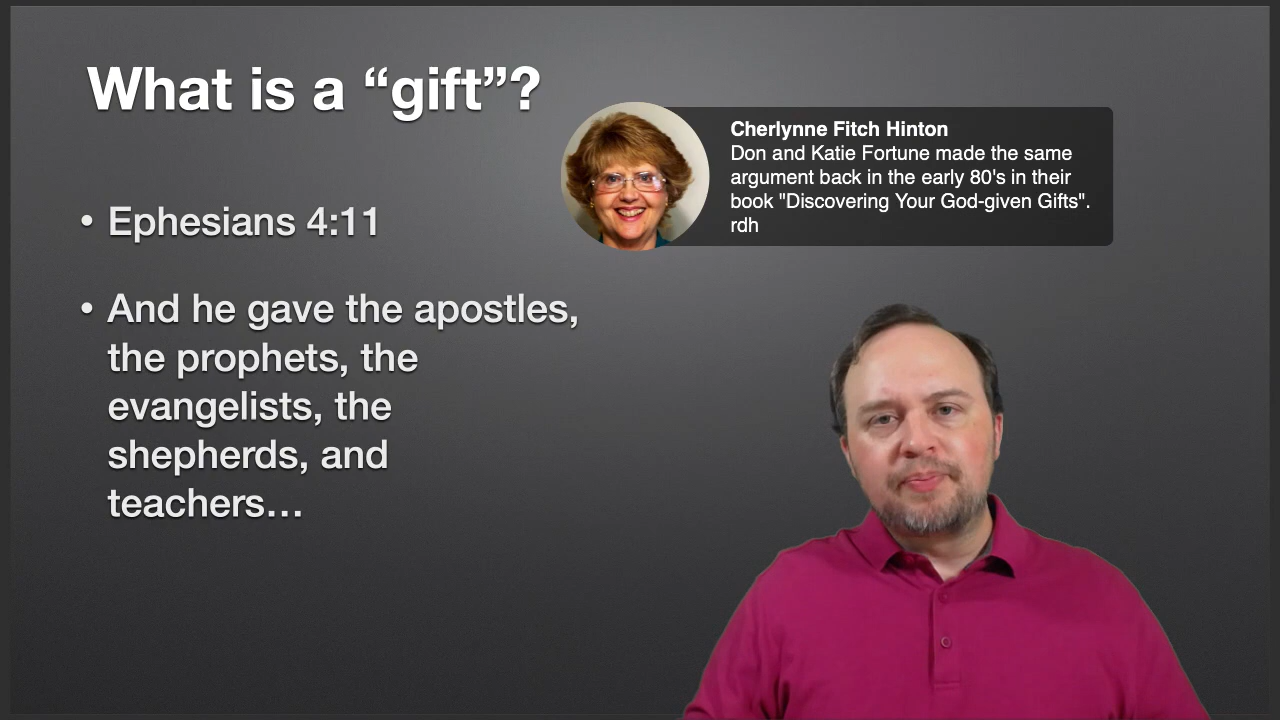 What is a “gift”?
Cherlynne Fitch Hinton
Don and Katie Fortune made the same
argument back in the early 80's in their
book "Discovering Your God-given Gifts".
rdh
• Ephesians 4:11
• And he gave the apostles,
the prophets, the
evangelists, the
shepherds, and
teachers…